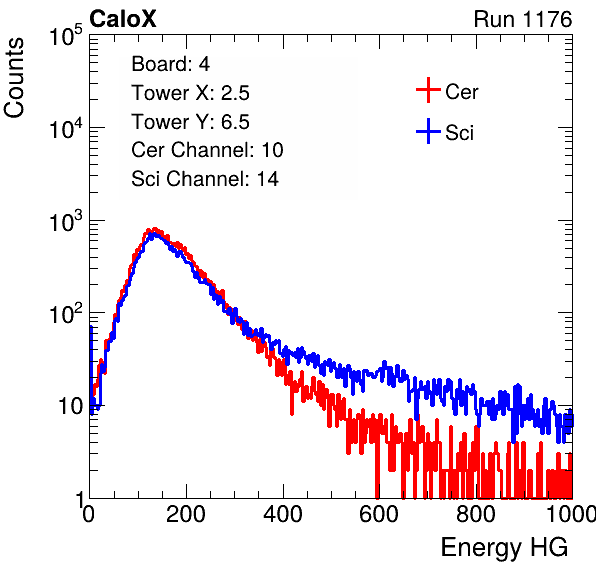 CaloX Run 1176
Counts
10^5
10^4
10^3
10^2
10
1
Board: 4
Tower X: 2.5
Tower Y: 6.5
Cer Channel: 10
Sci Channel: 14
Cer
Sci
0 200 400 600 800 1000
Energy HG